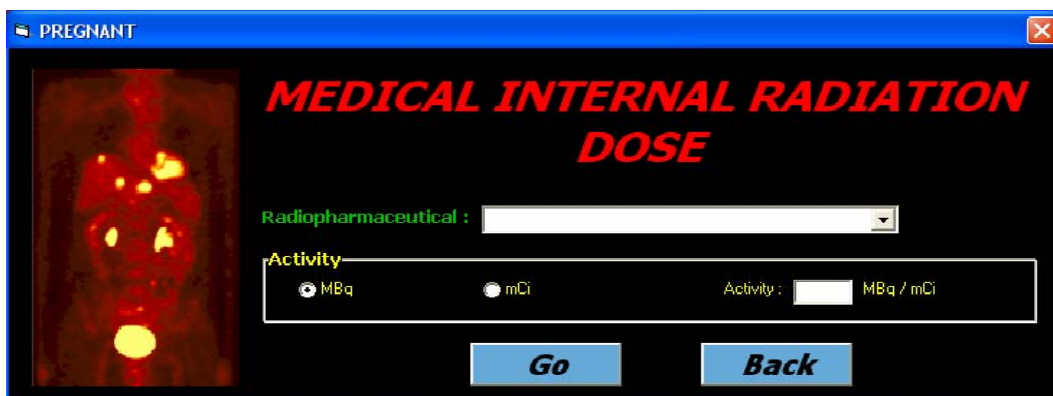 PREGNANT
MEDICAL INTERNAL RADIATION
DOSE
Radiopharmaceutical :
Activity
MBq mCi Activity : MBq / mCi
Go Back